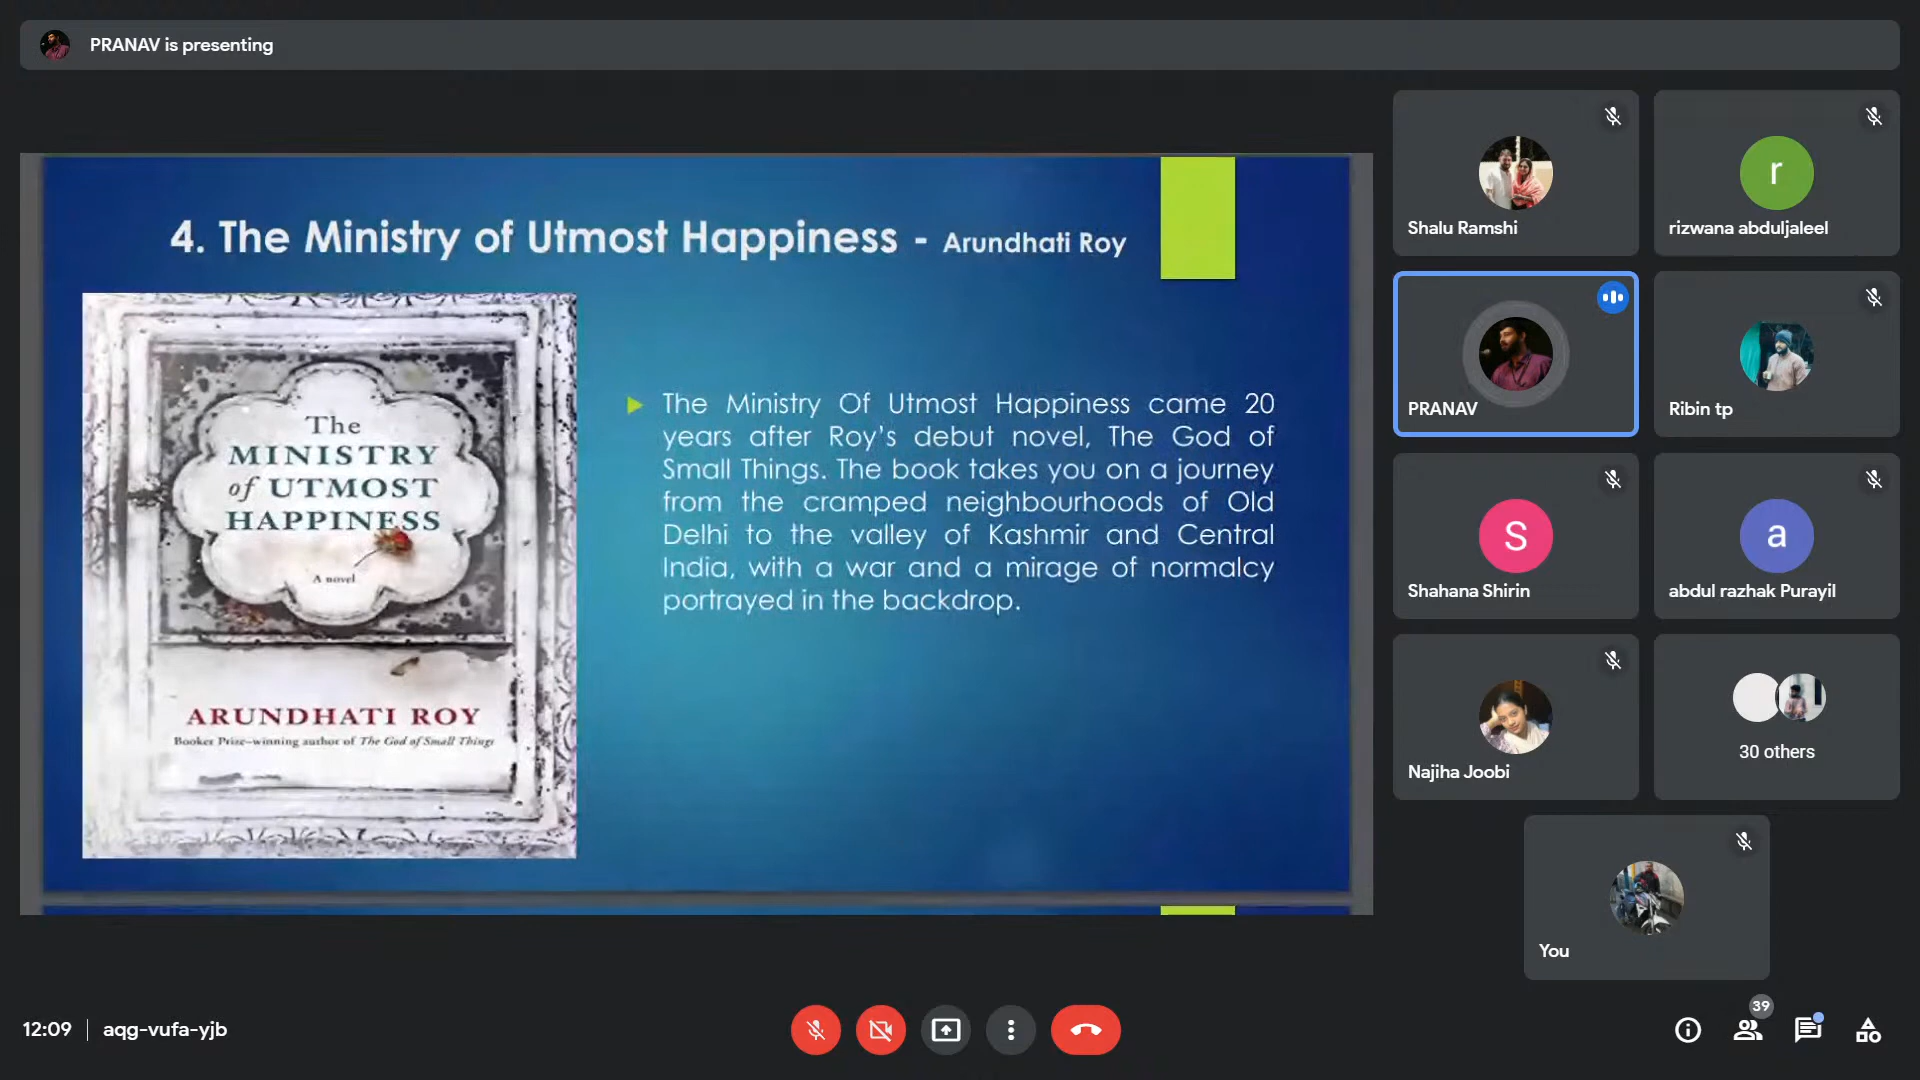 PRANAV is presenting
4. The Ministry of Utmost Happiness - Arundhati Roy
The
MINISTRY
of UTMOST
HAPPINESS
A novel
ARUNDHATI ROY
Booker Prize-winning author of The God of Small Things
The Ministry Of Utmost Happiness came 20
years after Roy's debut novel, The God of
Small Things. The book takes you on a journey
from the cramped neighbourhoods of Old
Delhi to the valley of Kashmir and Central
India, with a war and a mirage of normalcy
portrayed in the backdrop.
Shalu Ramshi
r
rizwana abduljaleel
PRANAV
Ribin tp
S
Shahana Shirin
a
abdul razhak Purayil
Najiha Joobi
30 others
You
12:09
aqg-vufa-yjb
39